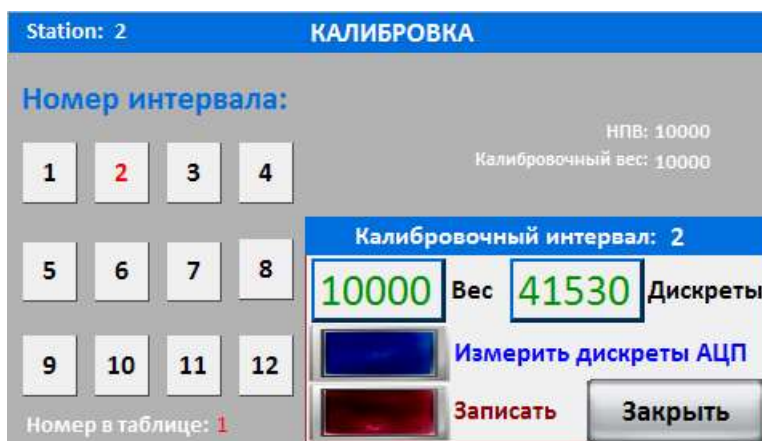 Station: 2 КАЛИБРОВКА
Номер интервала:
НПВ: 10000
Калибровочный вес: 10000
1 2 3 4
Калибровочный интервал: 2
5 6 7 8
10000 Вес 41530 Дискреты
Измерить дискреты АЦП
9 10 11 12
Записать Закрыть
Номер в таблице: 1